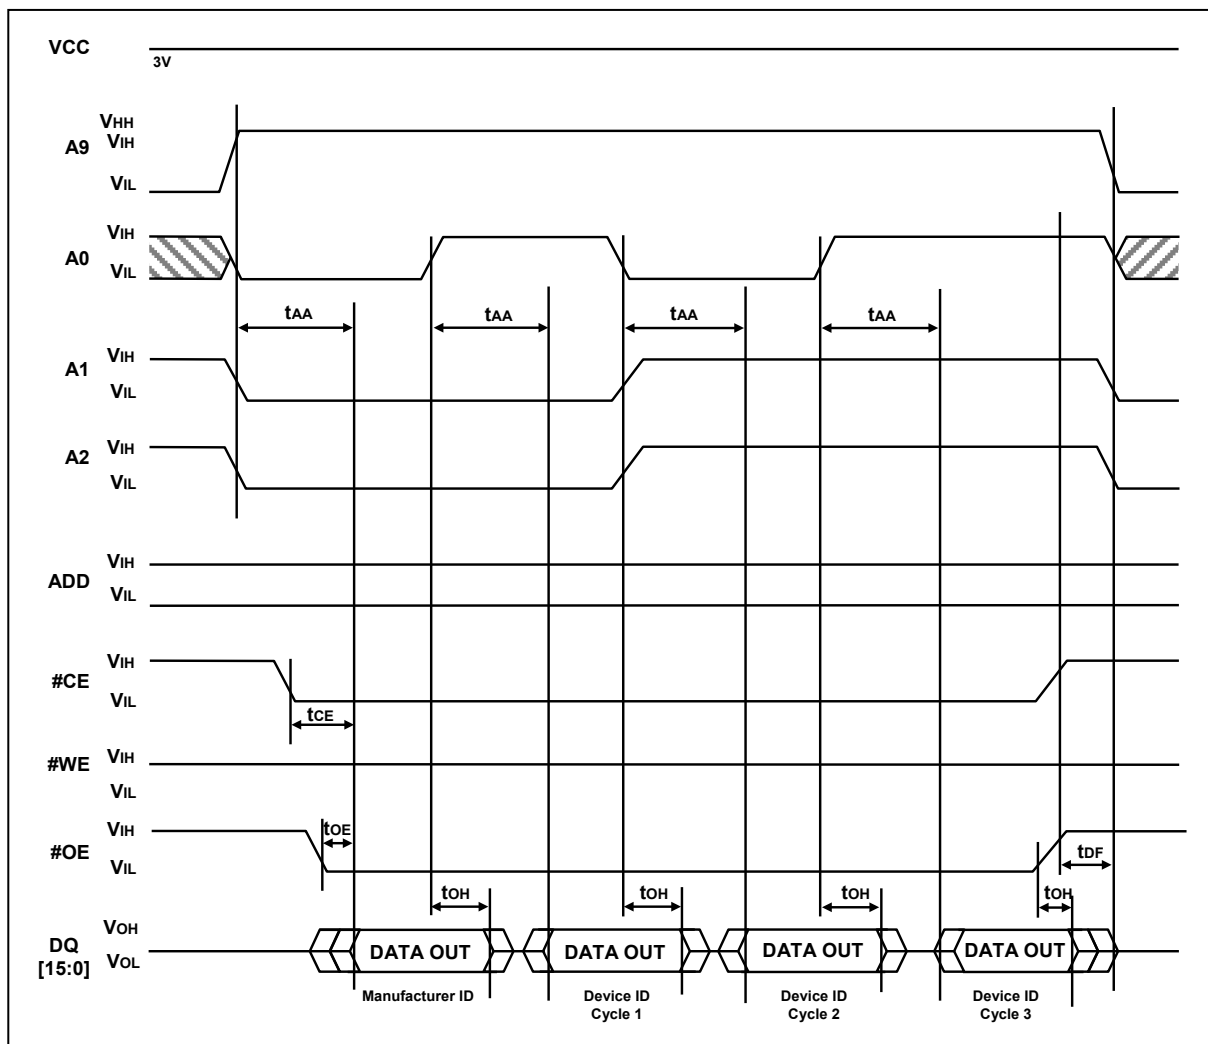 VCC
3V
VHH
VIH
A9
VIL
VIH
A0
VIL
tAA tAA tAA tAA
VIH
A1
VIL
VIH
A2
VIL
VIH
ADD
VIL
VIH
#CE
VIL
tCE
VIH
#WE
VIL
VIH
tOE
#OE
VIL
tDF
tOH tOH tOH tOH
VOH
DQ
[15:0]
VOL
DATA OUT DATA OUT DATA OUT DATA OUT
Manufacturer ID
Device ID
Cycle 1
Device ID
Cycle 2
Device ID
Cycle 3